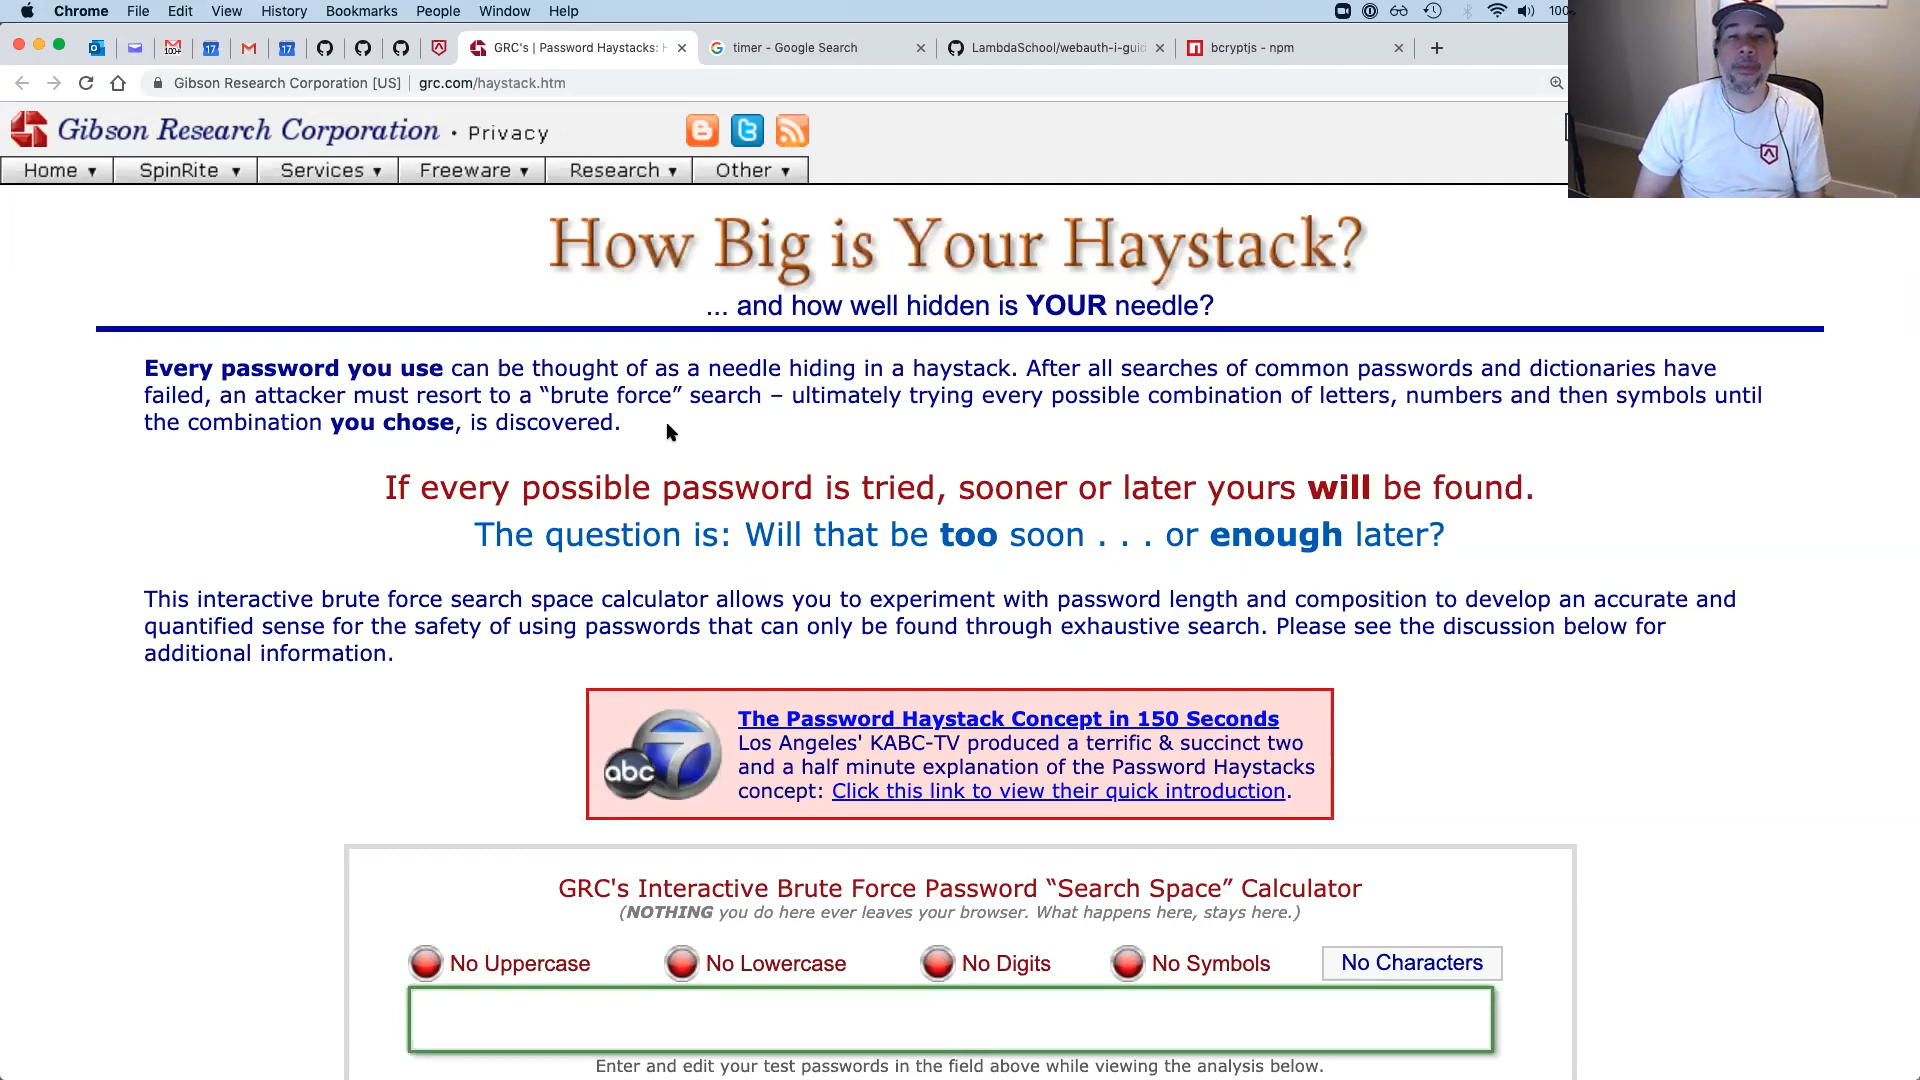 Chrome File Edit View History Bookmarks People Window Help 100
100+ 17 17 GRC's | Password Haystacks: H timer - Google Search LambdaSchool/webauth-i-guid bcryptjs - npm
Gibson Research Corporation [US] grc.com/haystack.htm
Gibson Research Corporation · Privacy
Home ▾ SpinRite ▾ Services ▾ Freeware ▾ Research ▾ Other ▾
How Big is Your Haystack?
... and how well hidden is YOUR needle?
Every password you use can be thought of as a needle hiding in a haystack. After all searches of common passwords and dictionaries have
failed, an attacker must resort to a “brute force” search – ultimately trying every possible combination of letters, numbers and then symbols until
the combination you chose, is discovered.
If every possible password is tried, sooner or later yours will be found.
The question is: Will that be too soon . . . or enough later?
This interactive brute force search space calculator allows you to experiment with password length and composition to develop an accurate and
quantified sense for the safety of using passwords that can only be found through exhaustive search. Please see the discussion below for
additional information.
abc 7
The Password Haystack Concept in 150 Seconds
Los Angeles' KABC-TV produced a terrific & succinct two
and a half minute explanation of the Password Haystacks
concept: Click this link to view their quick introduction.
GRC's Interactive Brute Force Password “Search Space” Calculator
(NOTHING you do here ever leaves your browser. What happens here, stays here.)
No Uppercase No Lowercase No Digits No Symbols No Characters
Enter and edit your test passwords in the field above while viewing the analysis below.